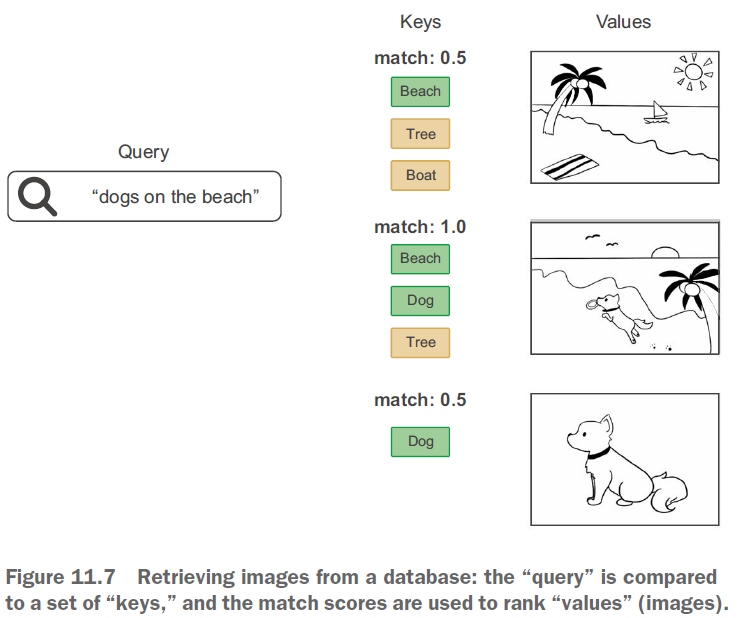 Keys
Values
match: 0.5
Beach
Tree
Boat
Query
“dogs on the beach”
match: 1.0
Beach
Dog
Tree
match: 0.5
Dog
Figure 11.7 Retrieving images from a database: the “query” is compared
to a set of “keys,” and the match scores are used to rank “values” (images).